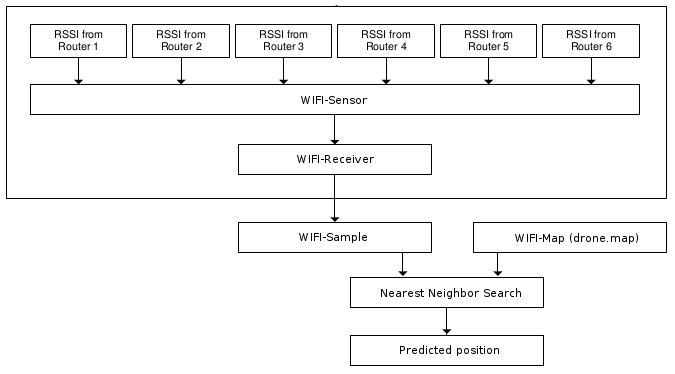 RSSI from
Router 1
RSSI from
Router 2
RSSI from
Router 3
RSSI from
Router 4
RSSI from
Router 5
RSSI from
Router 6
WIFI-Sensor
WIFI-Receiver
WIFI-Sample
WIFI-Map (drone.map)
Nearest Neighbor Search
Predicted position